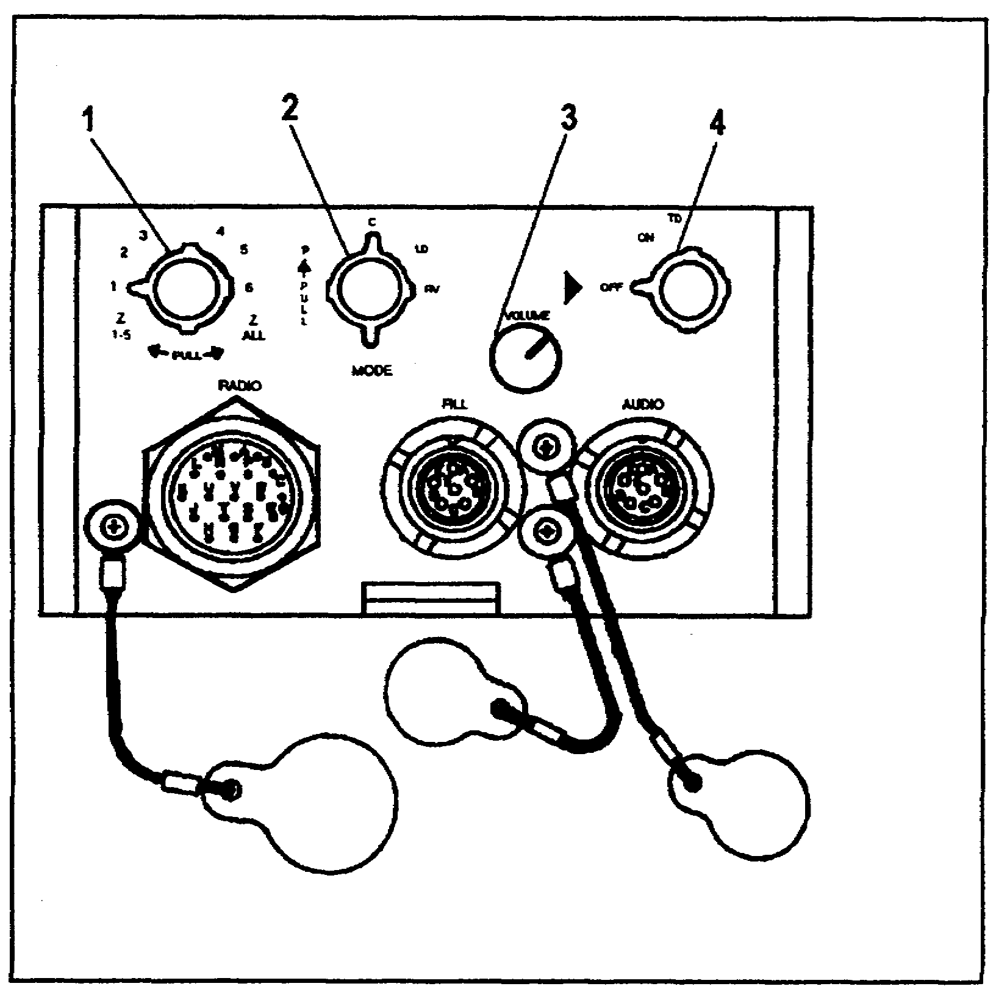 1 2 3 4
TD
C
3 4 ON
2 5 P LD
1 6 PULL RV OFF
Z 1-5
Z ALL
VOLUME
PULL
MODE
RADIO
FILL AUDIO